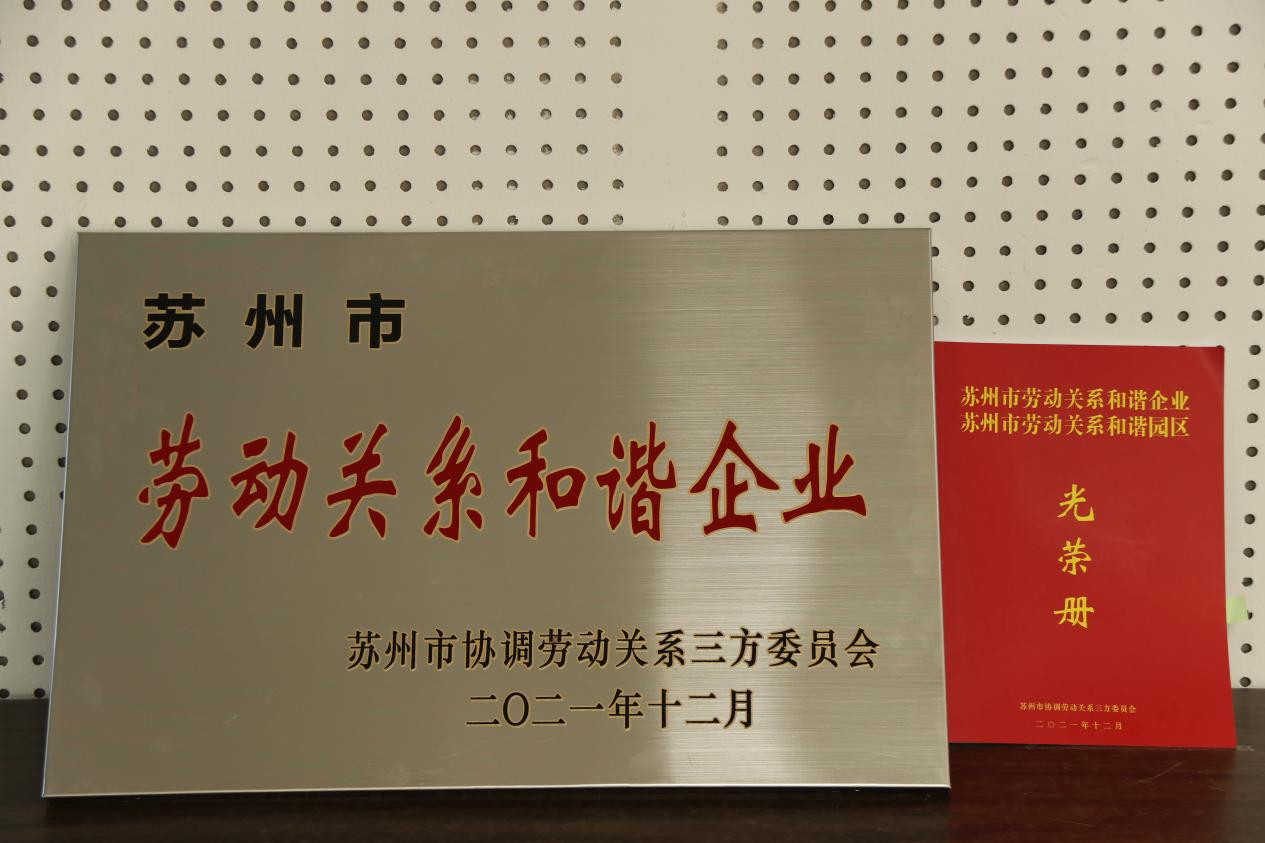 苏州市
劳动关系和谐企业
苏州市协调劳动关系三方委员会
二〇二一年十二月
苏州市劳动关系和谐企业
苏州市劳动关系和谐园区
光
荣
册
苏州市协调劳动关系三方委员会
二〇二一年十二月